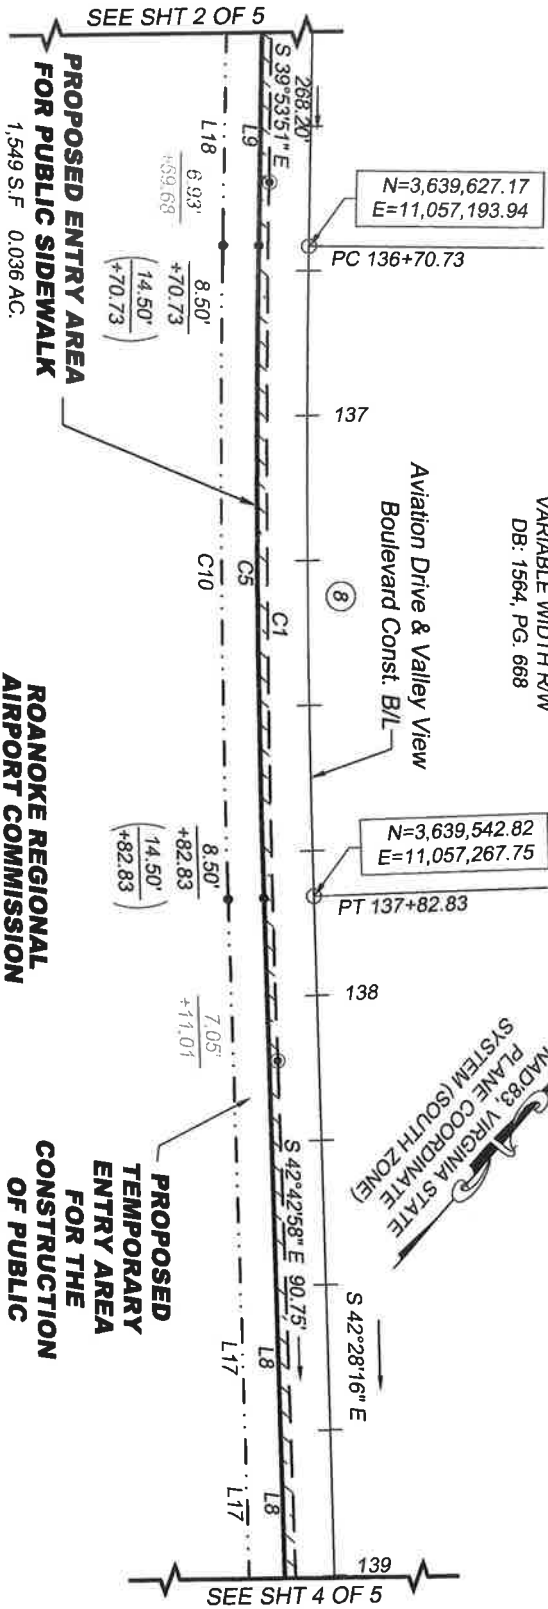 SEE SHT 2 OF 5
268.20'
S 39°53'51" E
L9
L18
6.93'
+59.68
8.50'
+70.73
(14.50'
+70.73)
N=3,639,627.17
E=11,057,193.94
PC 136+70.73
PROPOSED ENTRY AREA
FOR PUBLIC SIDEWALK
1,549 S.F 0.036 AC.
137
VARIABLE WIDTH R/W
DB: 1564, PG. 668
Aviation Drive & Valley View
Boulevard Const. B/L
8
C1
C5
C10
N=3,639,542.82
E=11,057,267.75
PT 137+82.83
8.50'
+82.83
(14.50'
+82.83)
ROANOKE REGIONAL
AIRPORT COMMISSION
138
7.05'
+11.01
NAD'83, VIRGINIA STATE
PLANE COORDINATE
SYSTEM (SOUTH ZONE)
PROPOSED
TEMPORARY
ENTRY AREA
FOR THE
CONSTRUCTION
OF PUBLIC
S 42°42'58" E 90.75'
S 42°28'16" E
L8
L17
L8
L17
139
SEE SHT 4 OF 5